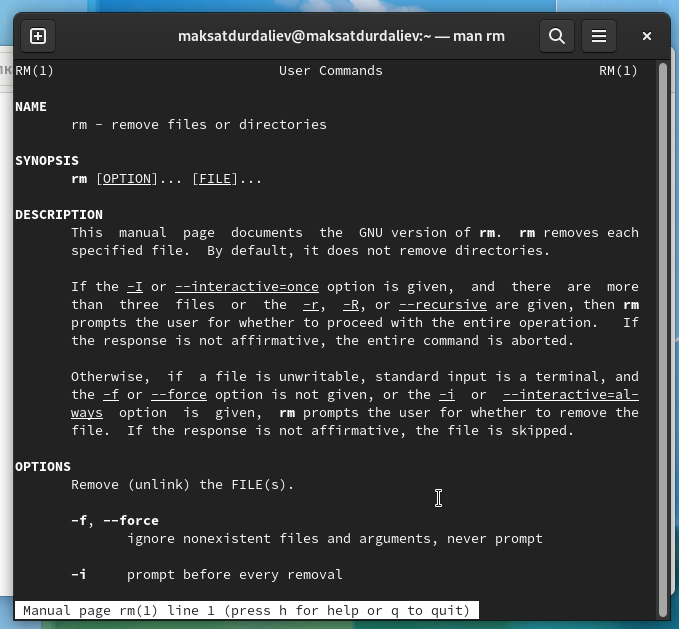 maksatdurdaliev@maksatdurdaliev:~ — man rm
RM(1) User Commands RM(1)
NAME
rm - remove files or directories
SYNOPSIS
rm [OPTION]... [FILE]...
DESCRIPTION
This manual page documents the GNU version of rm. rm removes each
specified file. By default, it does not remove directories.
If the -I or --interactive=once option is given, and there are more
than three files or the -r, -R, or --recursive are given, then rm
prompts the user for whether to proceed with the entire operation. If
the response is not affirmative, the entire command is aborted.
Otherwise, if a file is unwritable, standard input is a terminal, and
the -f or --force option is not given, or the -i or --interactive=al-
ways option is given, rm prompts the user for whether to remove the
file. If the response is not affirmative, the file is skipped.
OPTIONS
Remove (unlink) the FILE(s).
-f, --force
ignore nonexistent files and arguments, never prompt
-i prompt before every removal
Manual page rm(1) line 1 (press h for help or q to quit)